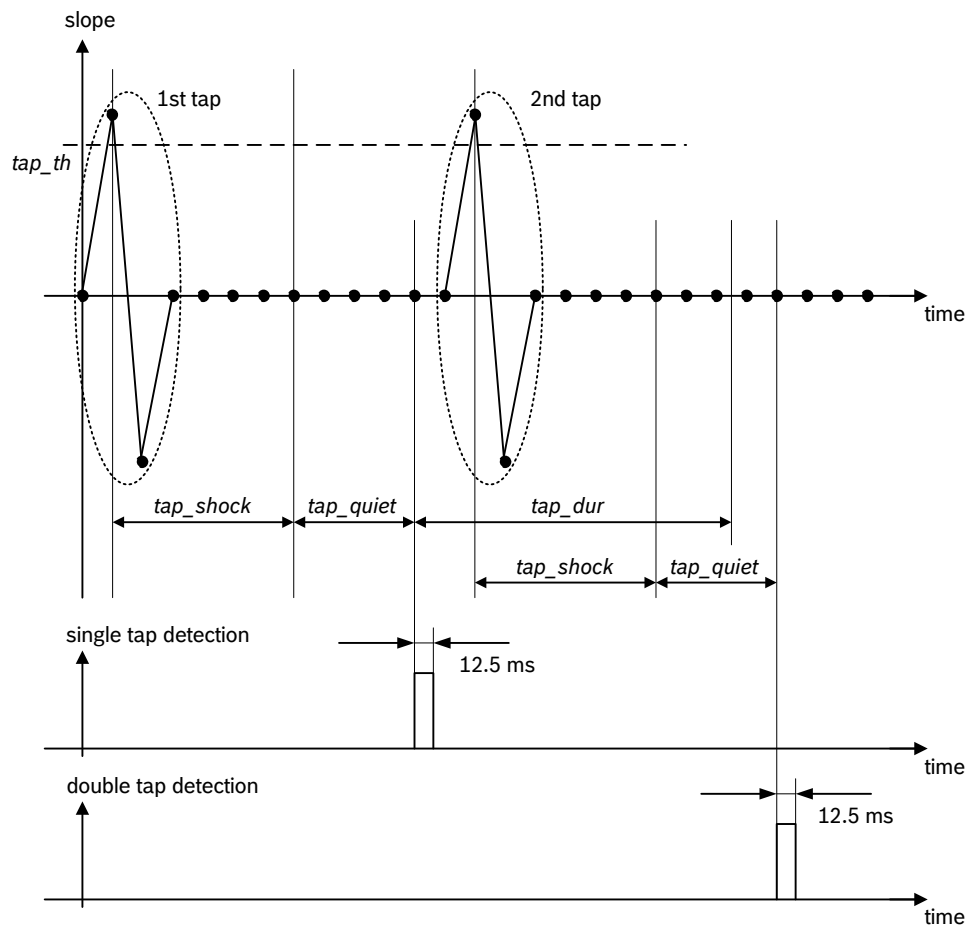 slope
1st tap
2nd tap
tap_th
time
tap_shock
tap_quiet
tap_dur
tap_shock
tap_quiet
single tap detection
12.5 ms
time
double tap detection
12.5 ms
time